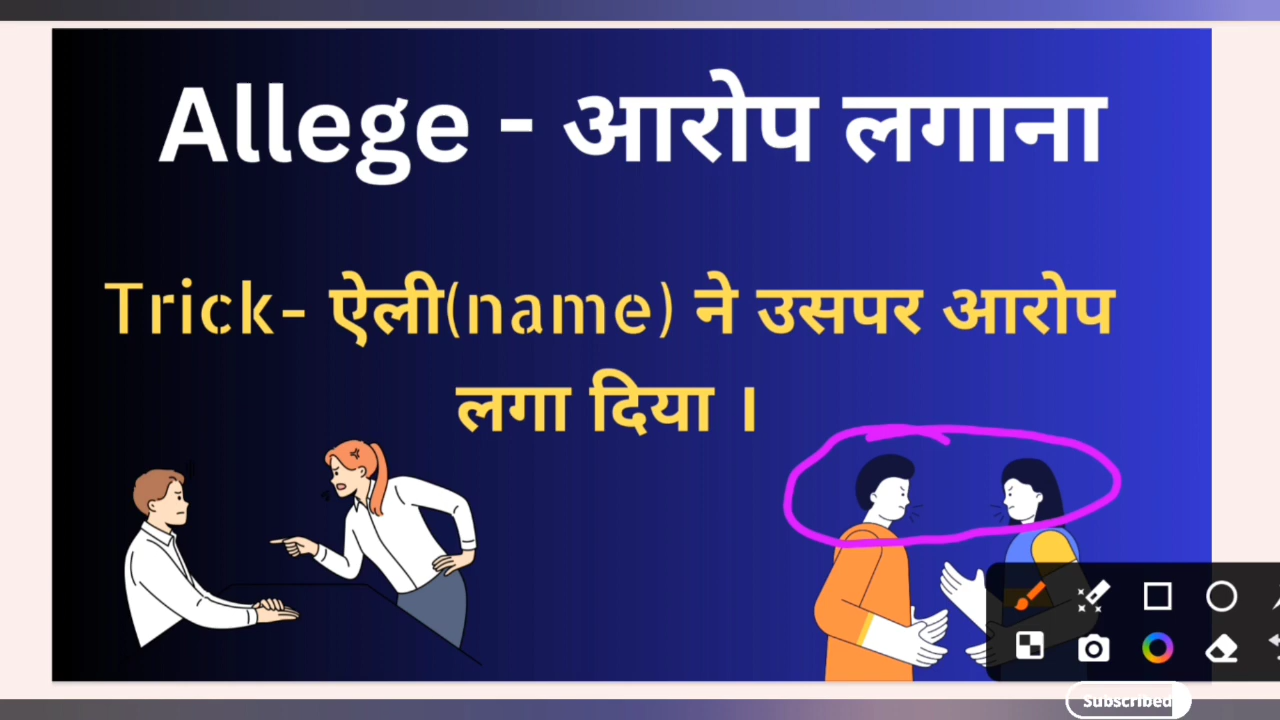 Allege - आरोप लगाना
Trick- ऐली(name) ने उसपर आरोप
लगा दिया ।
Subscribed